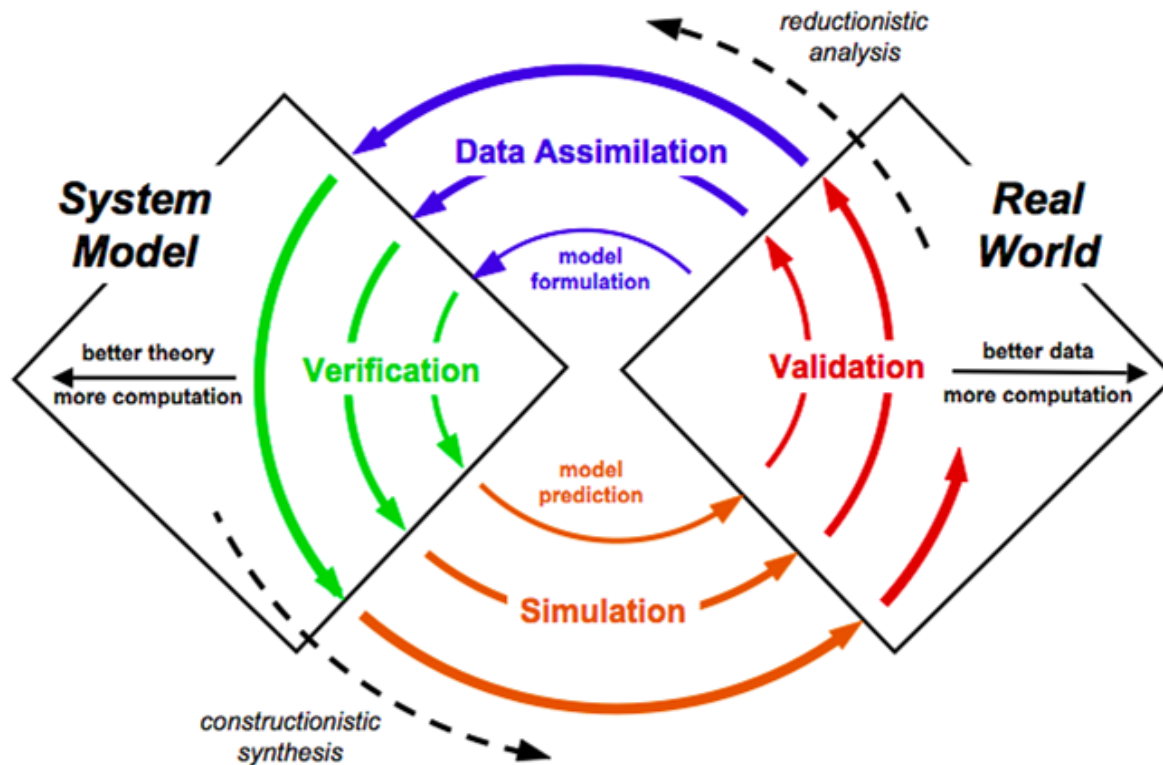 reductionistic
analysis
Data Assimilation
System
Model
Real
World
model
formulation
better theory
more computation
Verification
Validation
better data
more computation
model
prediction
Simulation
constructionistic
synthesis